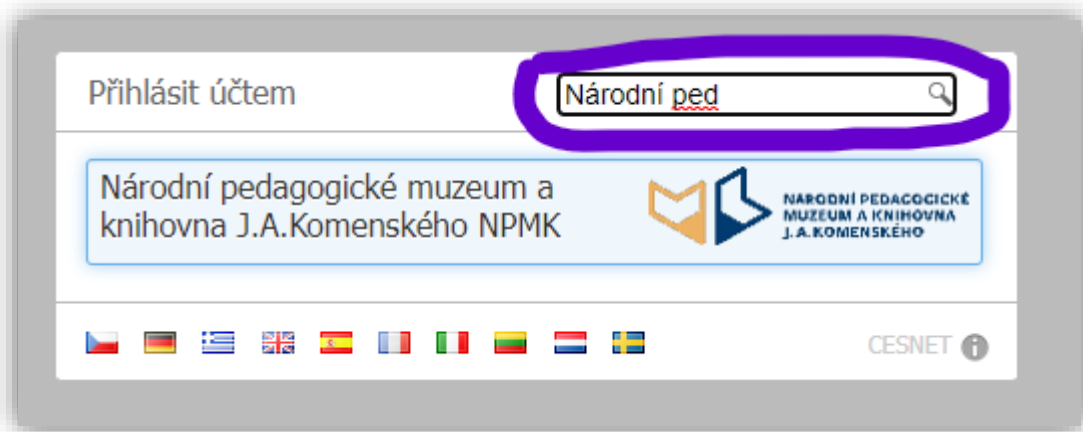 Přihlásit účtem
Národní ped
Národní pedagogické muzeum a
knihovna J.A.Komenského NPMK
NÁRODNÍ PEDAGOGICKÉ
MUZEUM A KNIHOVNA
J. A. KOMENSKÉHO
CESNET